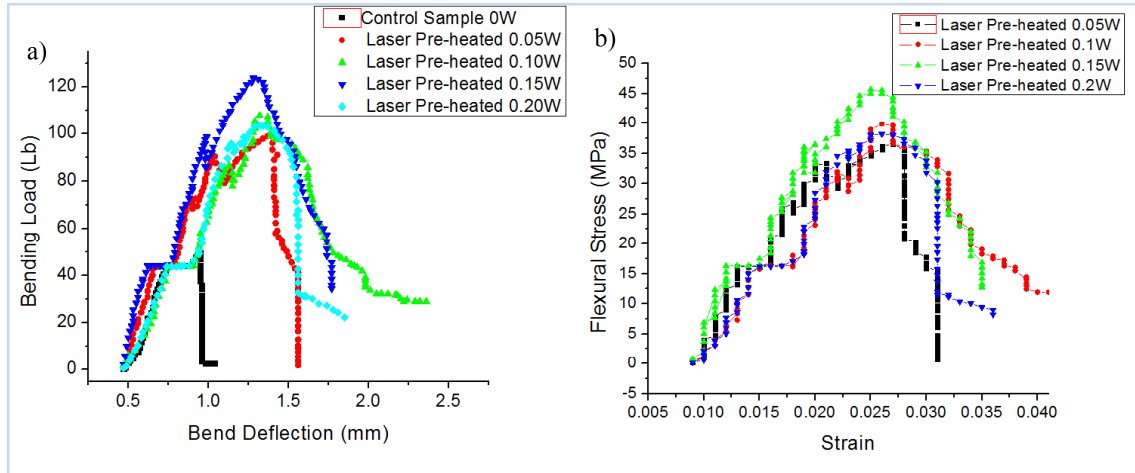 a)
Control Sample 0W
Laser Pre-heated 0.05W
Laser Pre-heated 0.10W
Laser Pre-heated 0.15W
Laser Pre-heated 0.20W
Bending Load (Lb)
120
100
80
60
40
20
0
0.5 1.0 1.5 2.0 2.5
Bend Deflection (mm)
b)
Laser Pre-heated 0.05W
Laser Pre-heated 0.1W
Laser Pre-heated 0.15W
Laser Pre-heated 0.2W
Flexural Stress (MPa)
50
45
40
35
30
25
20
15
10
5
0
-5
0.005 0.010 0.015 0.020 0.025 0.030 0.035 0.040
Strain